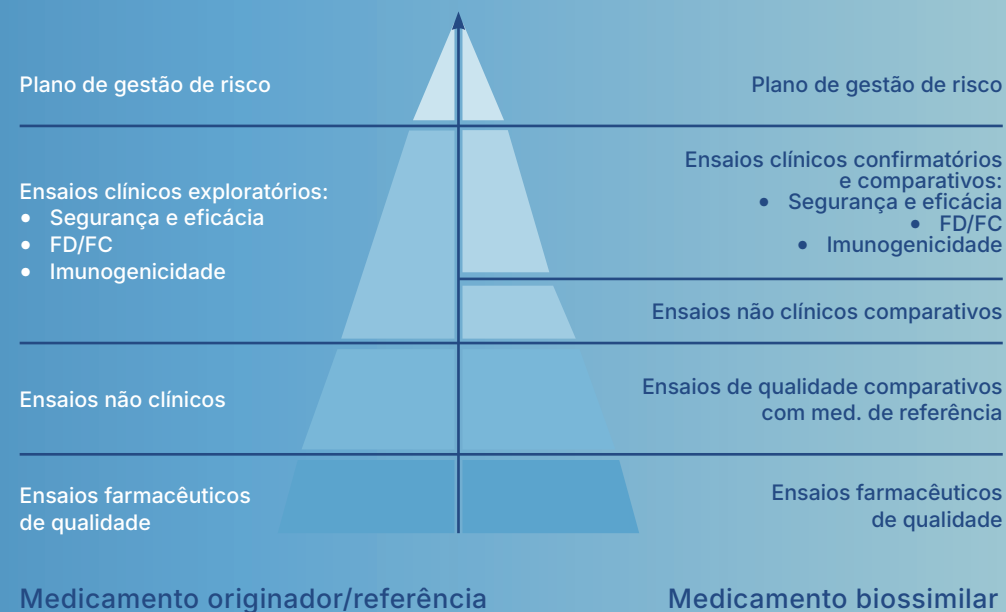 Plano de gestão de risco
Ensaios clínicos exploratórios:
• Segurança e eficácia
• FD/FC
• Imunogenicidade
Ensaios não clínicos
Ensaios farmacêuticos
de qualidade
Medicamento originador/referência
Plano de gestão de risco
Ensaios clínicos confirmatórios
e comparativos:
• Segurança e eficácia
• FD/FC
• Imunogenicidade
Ensaios não clínicos comparativos
Ensaios de qualidade comparativos
com med. de referência
Ensaios farmacêuticos
de qualidade
Medicamento biossimilar